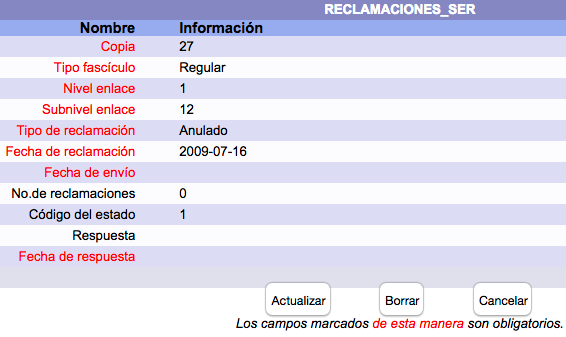 RECLAMACIONES_SER
Nombre Información
Copia 27
Tipo fascículo Regular
Nivel enlace 1
Subnivel enlace 12
Tipo de reclamación Anulado
Fecha de reclamación 2009-07-16
Fecha de envío
No.de reclamaciones 0
Código del estado 1
Respuesta
Fecha de respuesta
Actualizar Borrar Cancelar
Los campos marcados de esta manera son obligatorios.